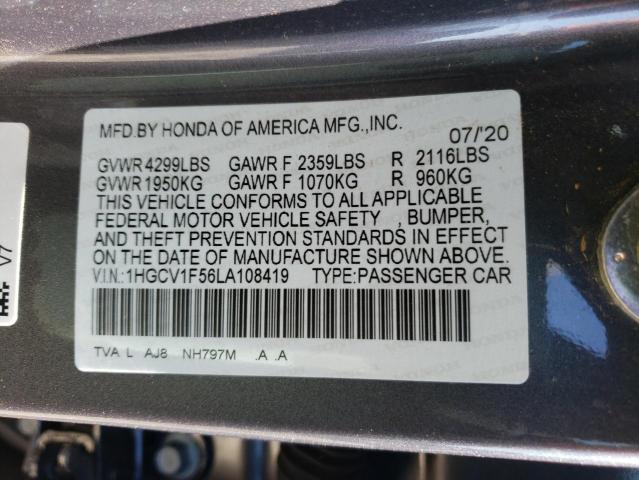 MFD.BY HONDA OF AMERICA MFG.,INC. 07/'20
GVWR 4299LBS GAWR F 2359LBS R 2116LBS
GVWR 1950KG GAWR F 1070KG R 960KG
THIS VEHICLE CONFORMS TO ALL APPLICABLE
FEDERAL MOTOR VEHICLE SAFETY , BUMPER,
AND THEFT PREVENTION STANDARDS IN EFFECT
ON THE DATE OF MANUFACTURE SHOWN ABOVE.
V.I.N.:1HGCV1F56LA108419 TYPE:PASSENGER CAR
TVA L AJ8 NH797M .A .A
V7